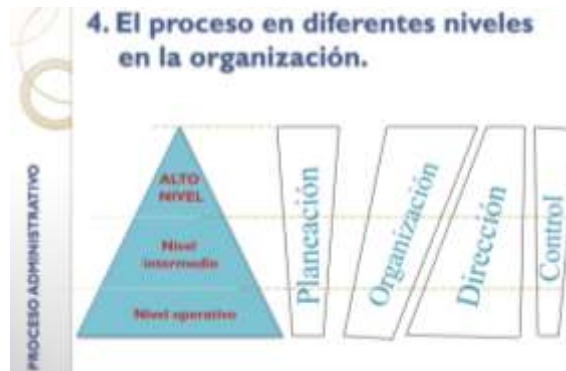 4. El proceso en diferentes niveles
en la organización.
PROCESO ADMINISTRATIVO
ALTO
NIVEL
Nivel
intermedio
Nivel operativo
Planeación
Organización
Dirección
Control